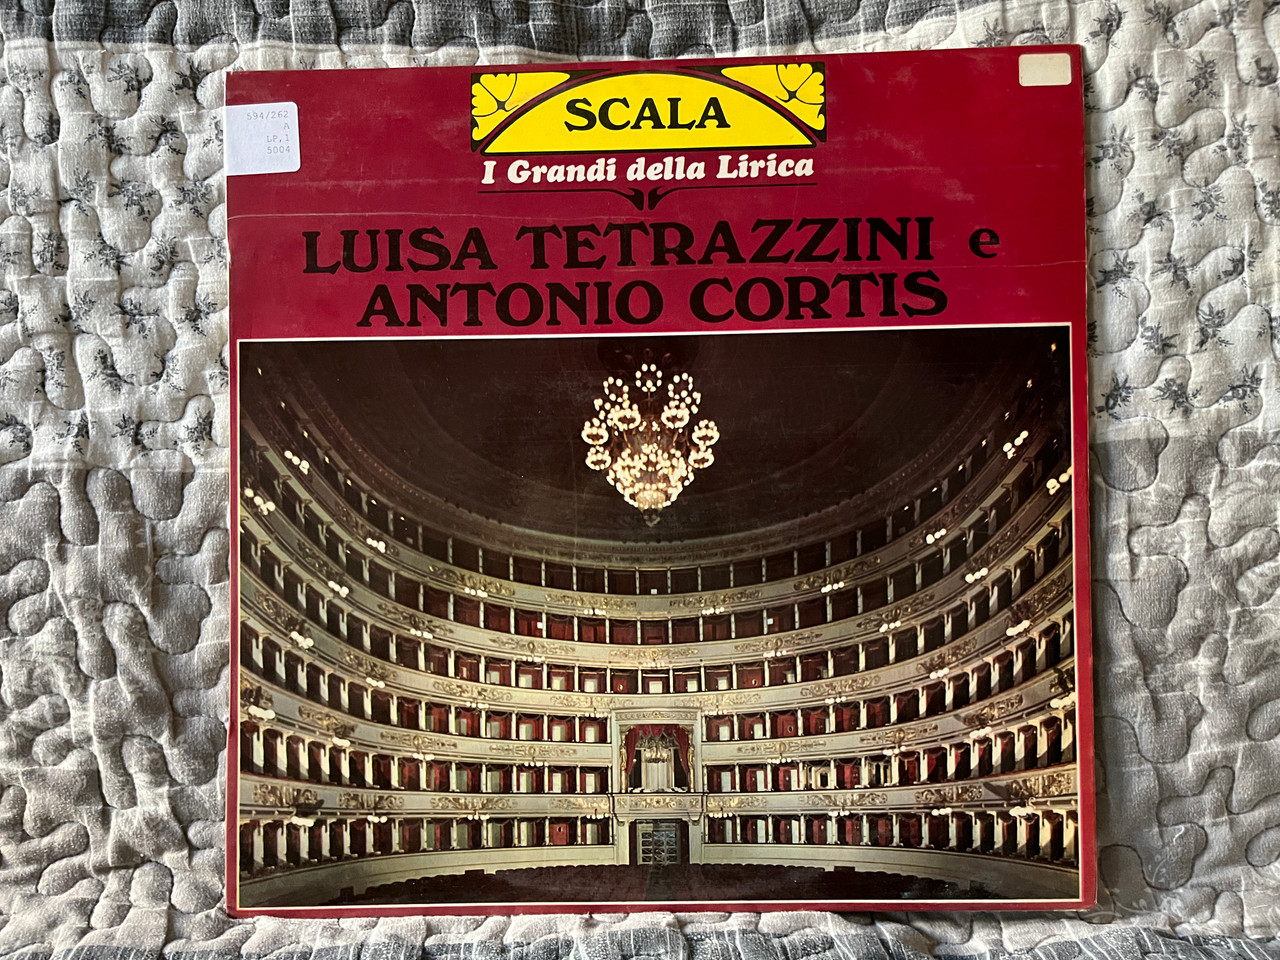 SCALA
I Grandi della Lirica
594/262
A
LP.1
5004
LUISA TETRAZZINI e
ANTONIO CORTIS